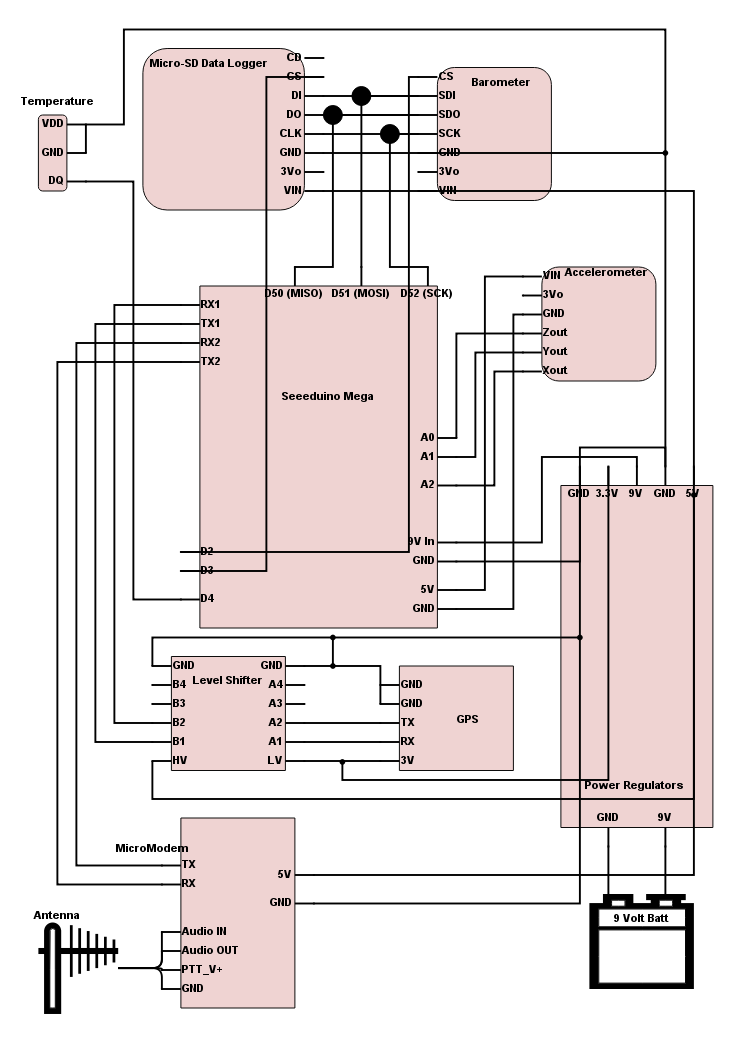 Micro-SD Data Logger
CD
CS
DI
DO
CLK
GND
3Vo
VIN
Barometer
CS
SDI
SDO
SCK
GND
3Vo
VIN
Temperature
VDD
GND
DQ
D50 (MISO) D51 (MOSI) D52 (SCK)
RX1
TX1
RX2
TX2
Seeeduino Mega
A0
A1
A2
9V In
GND
5V
GND
D2
D3
D4
Accelerometer
VIN
3Vo
GND
Zout
Yout
Xout
GND 3.3V 9V GND 5V
Power Regulators
GND 9V
Level Shifter
GND
B4
B3
B2
B1
HV
GND
A4
A3
A2
A1
LV
GND
GND
TX
RX
3V
GPS
MicroModem
TX
RX
5V
GND
Audio IN
Audio OUT
PTT_V+
GND
Antenna
9 Volt Batt